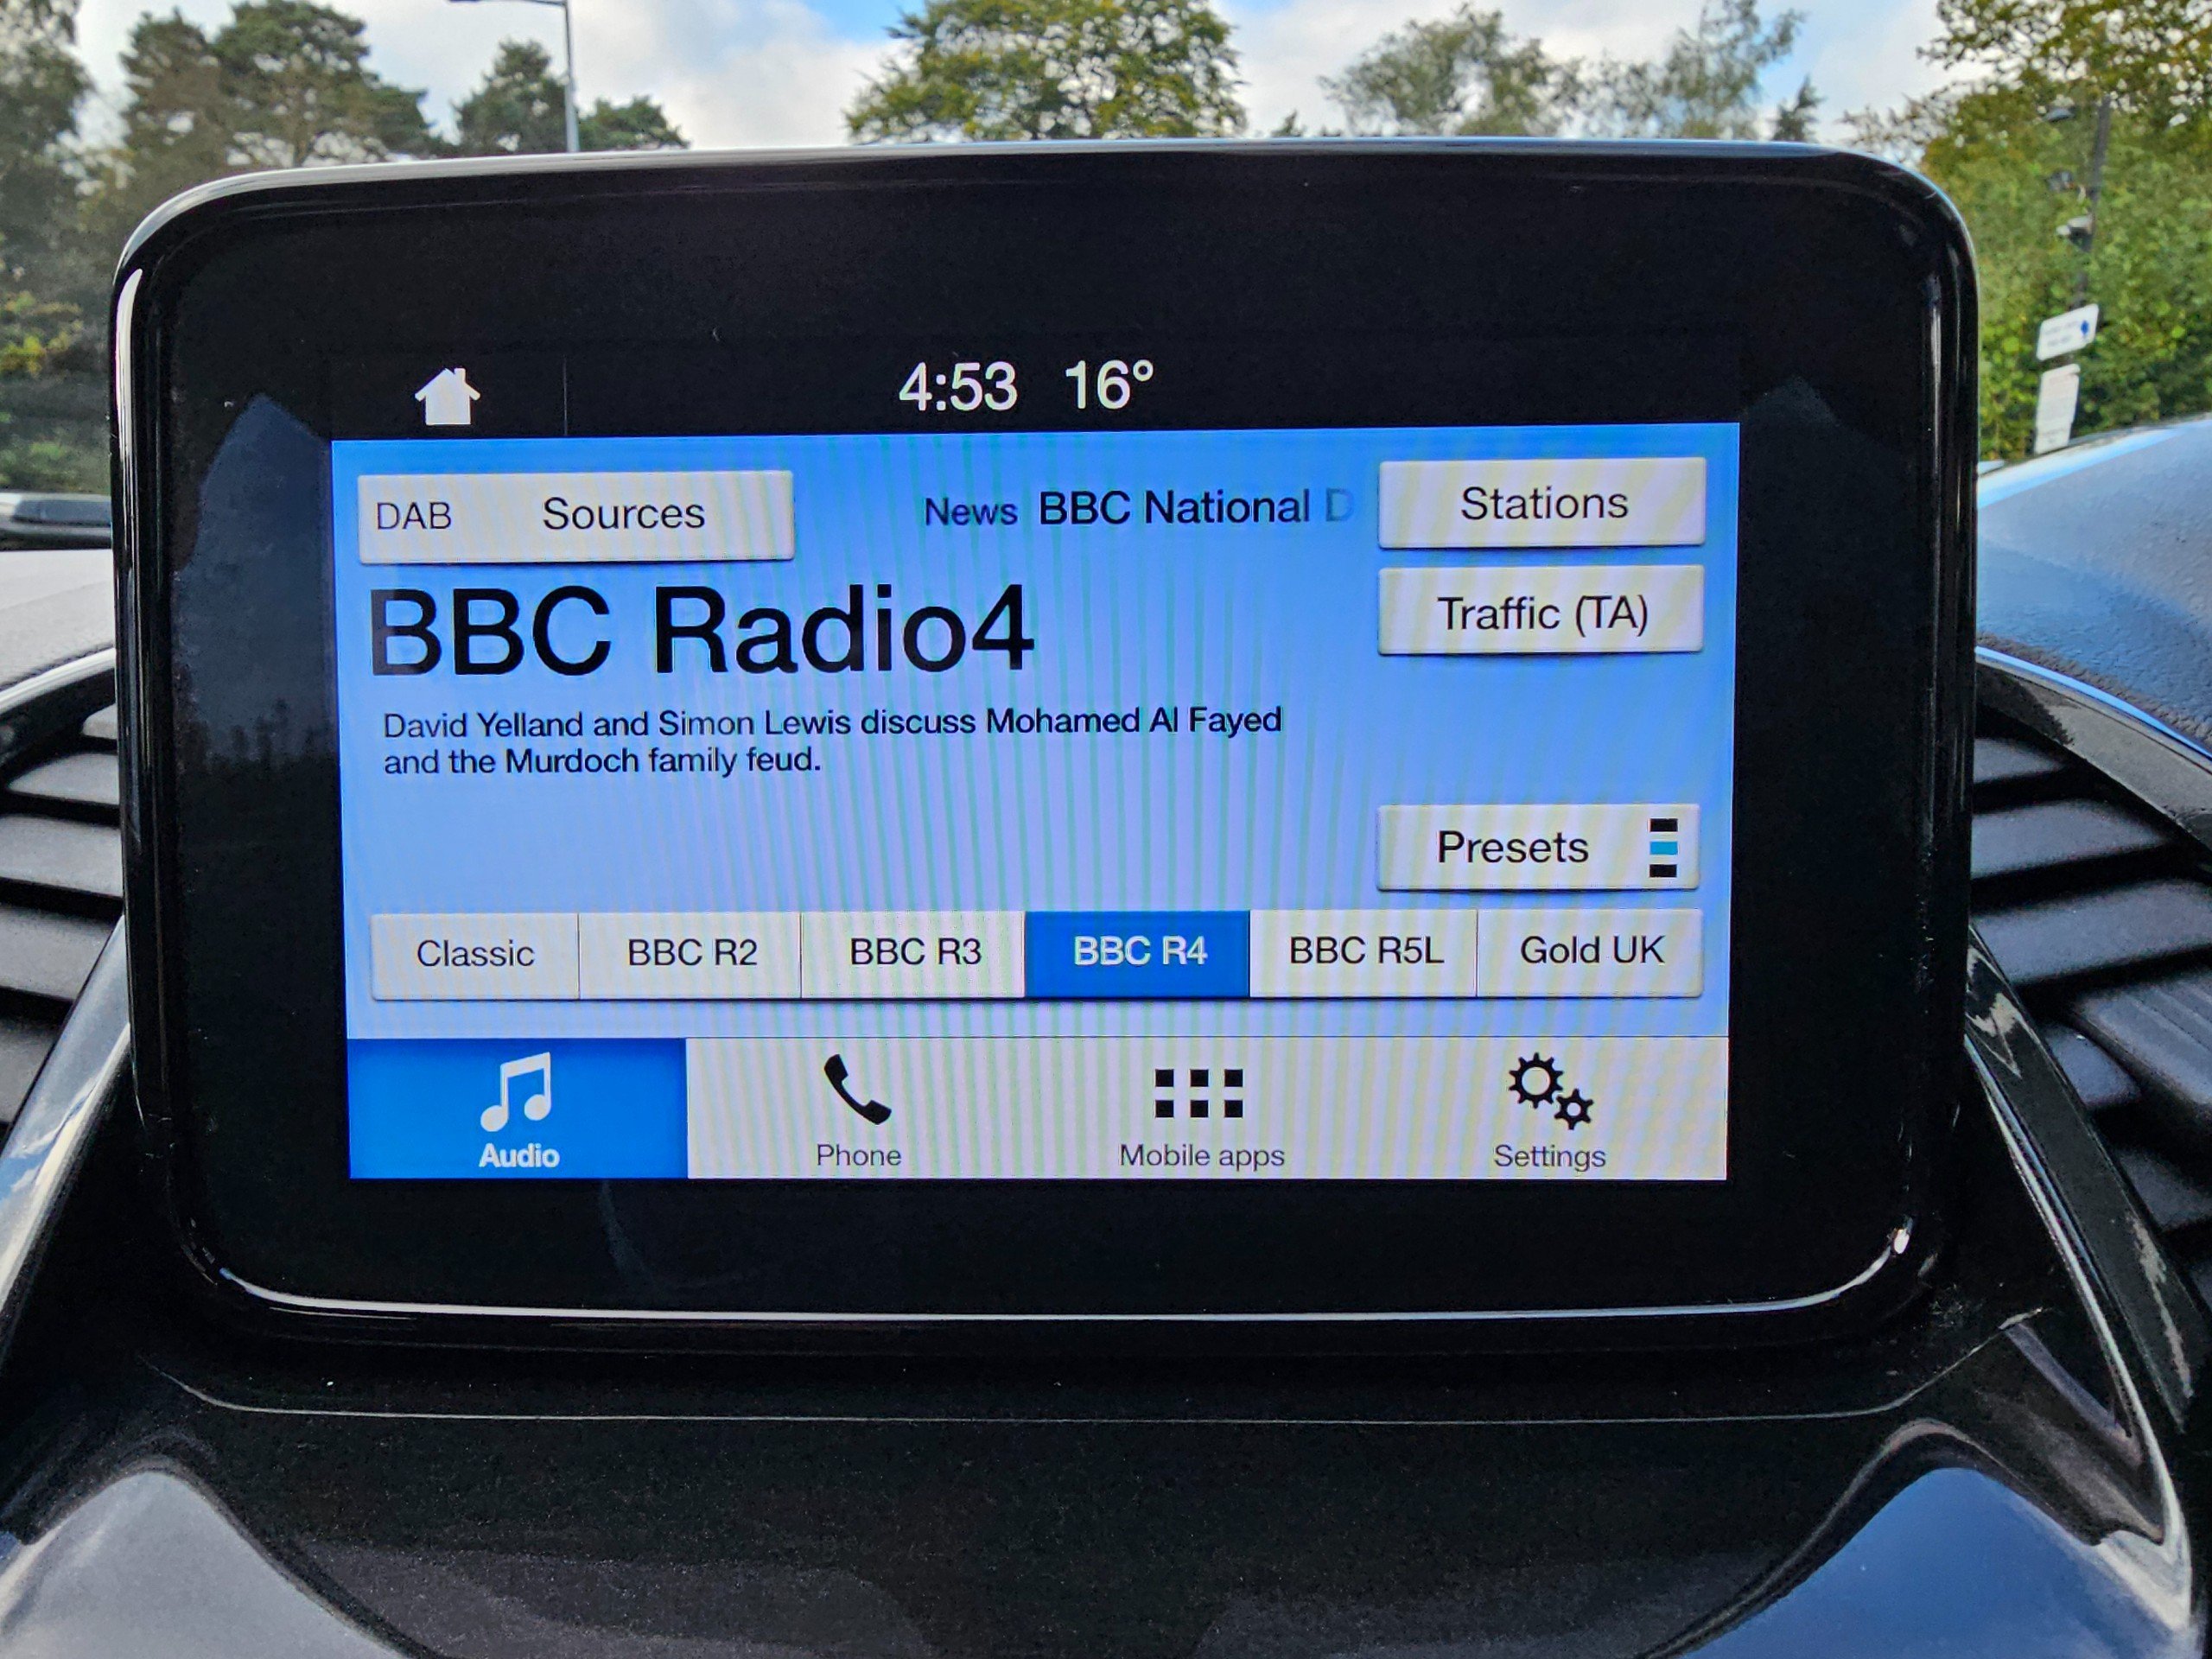 4:53 16°
DAB Sources
News BBC National D
Stations
BBC Radio4
Traffic (TA)
David Yelland and Simon Lewis discuss Mohamed Al Fayed
and the Murdoch family feud.
Presets
Classic BBC R2 BBC R3 BBC R4 BBC R5L Gold UK
Audio Phone Mobile apps Settings